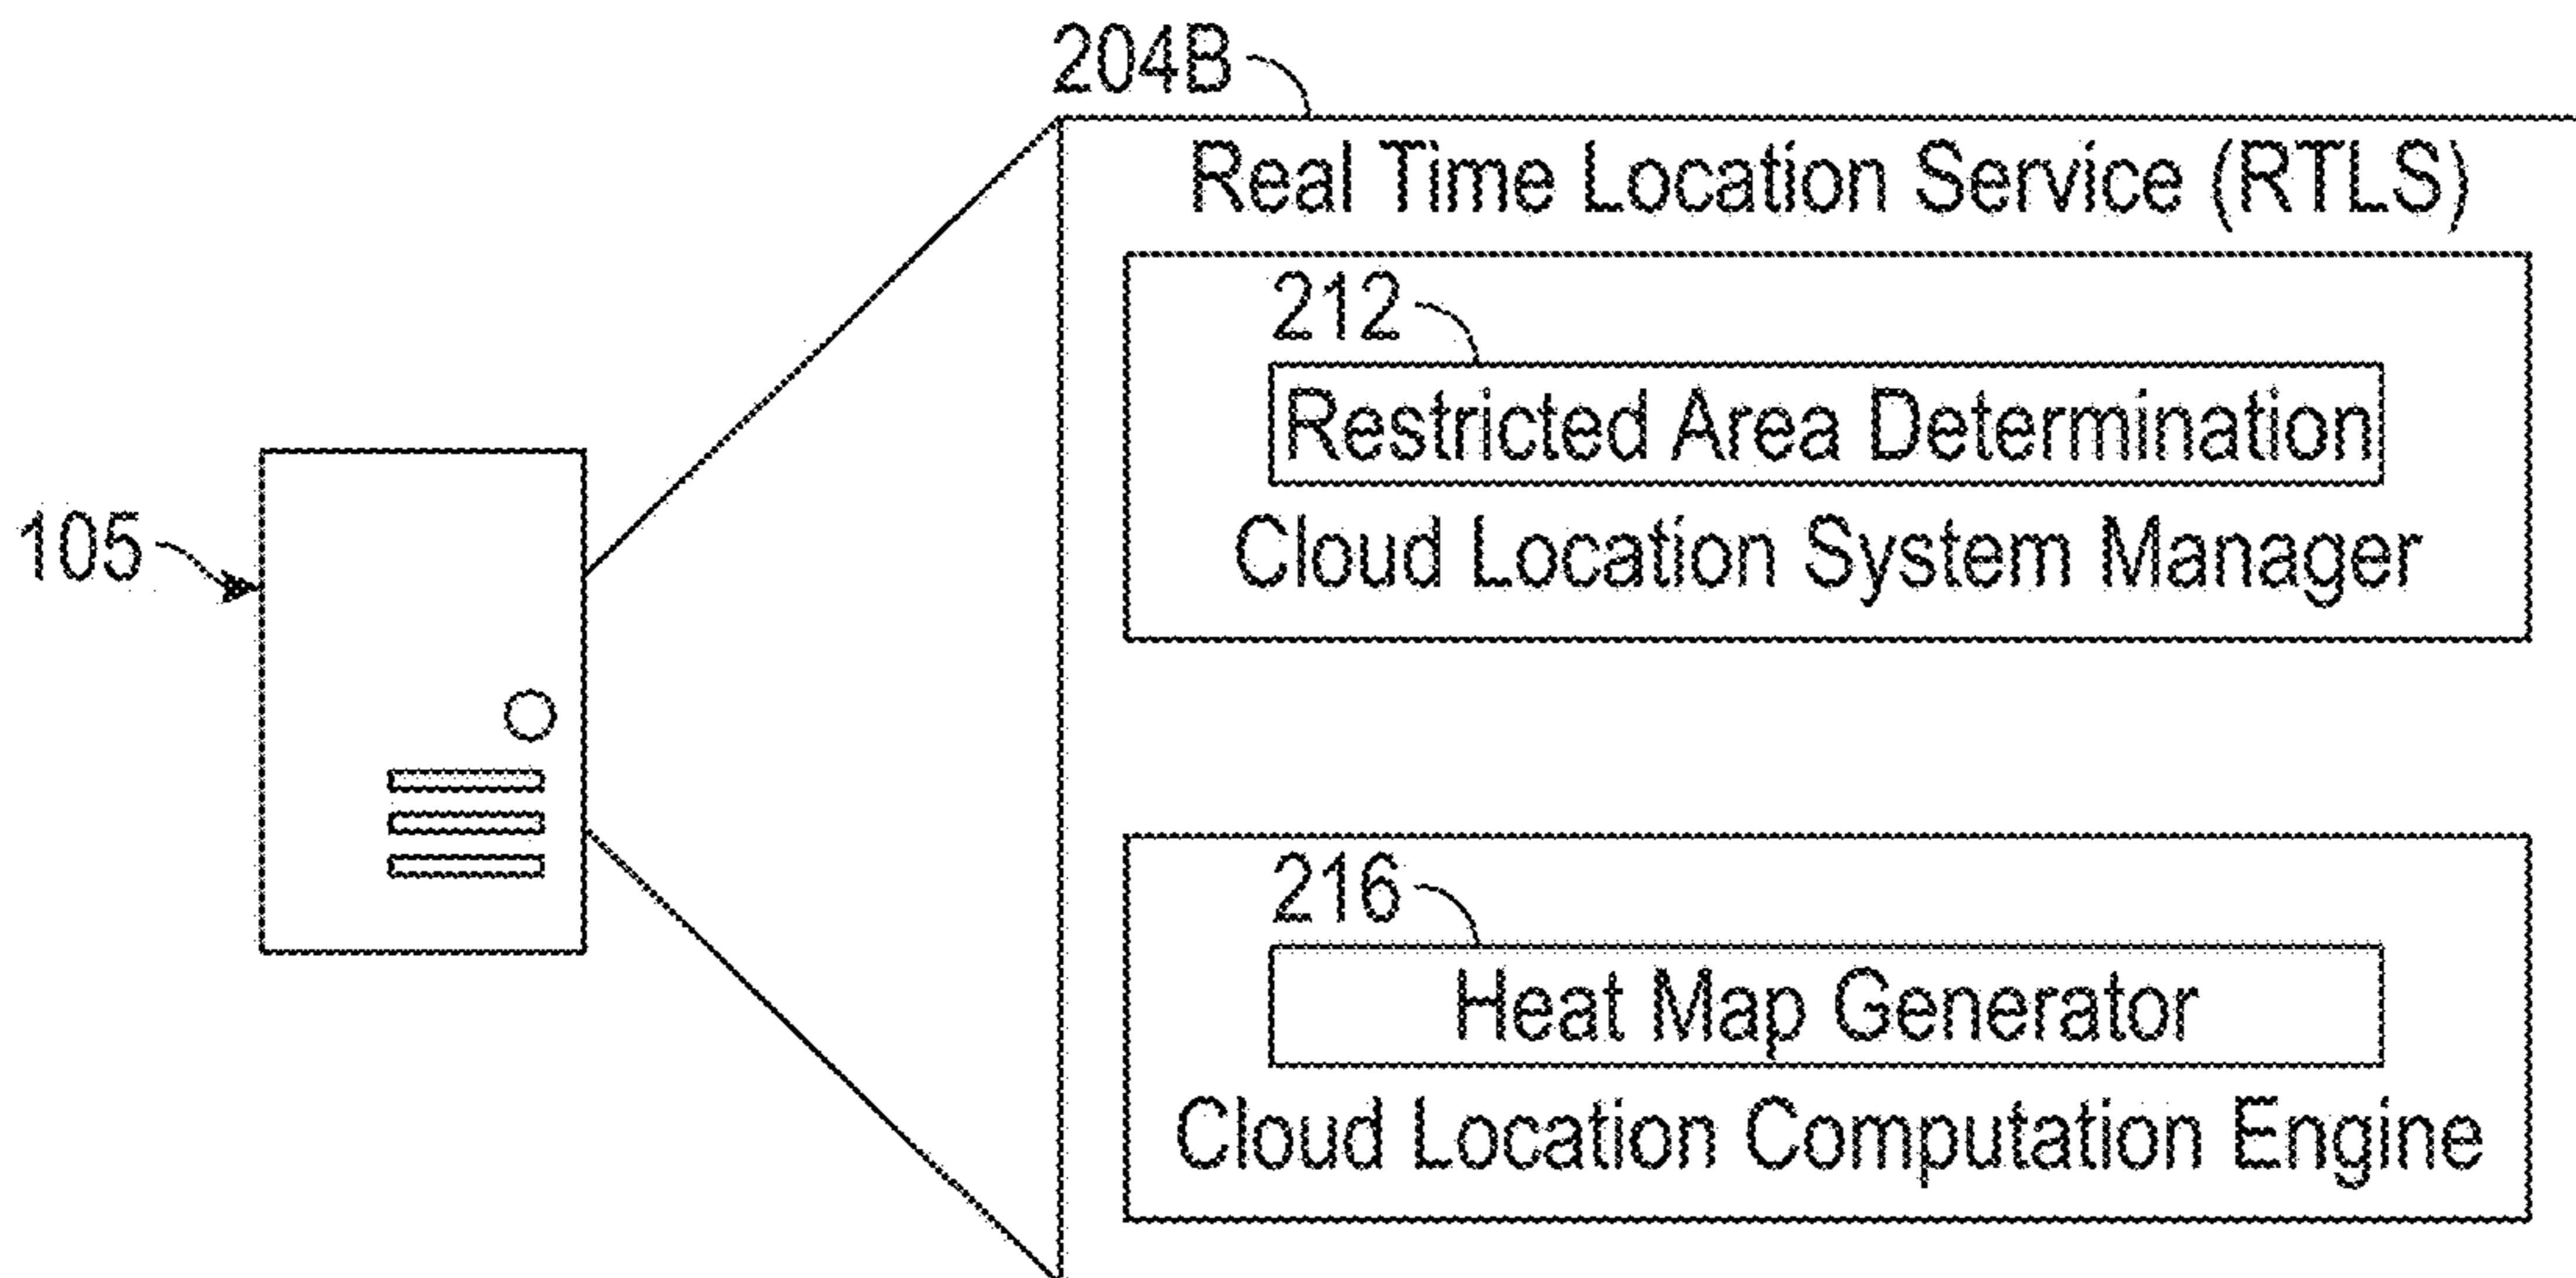 204B
Real Time Location Service (RTLS)
212
Restricted Area Determination
Cloud Location System Manager
105
216
Heat Map Generator
Cloud Location Computation Engine